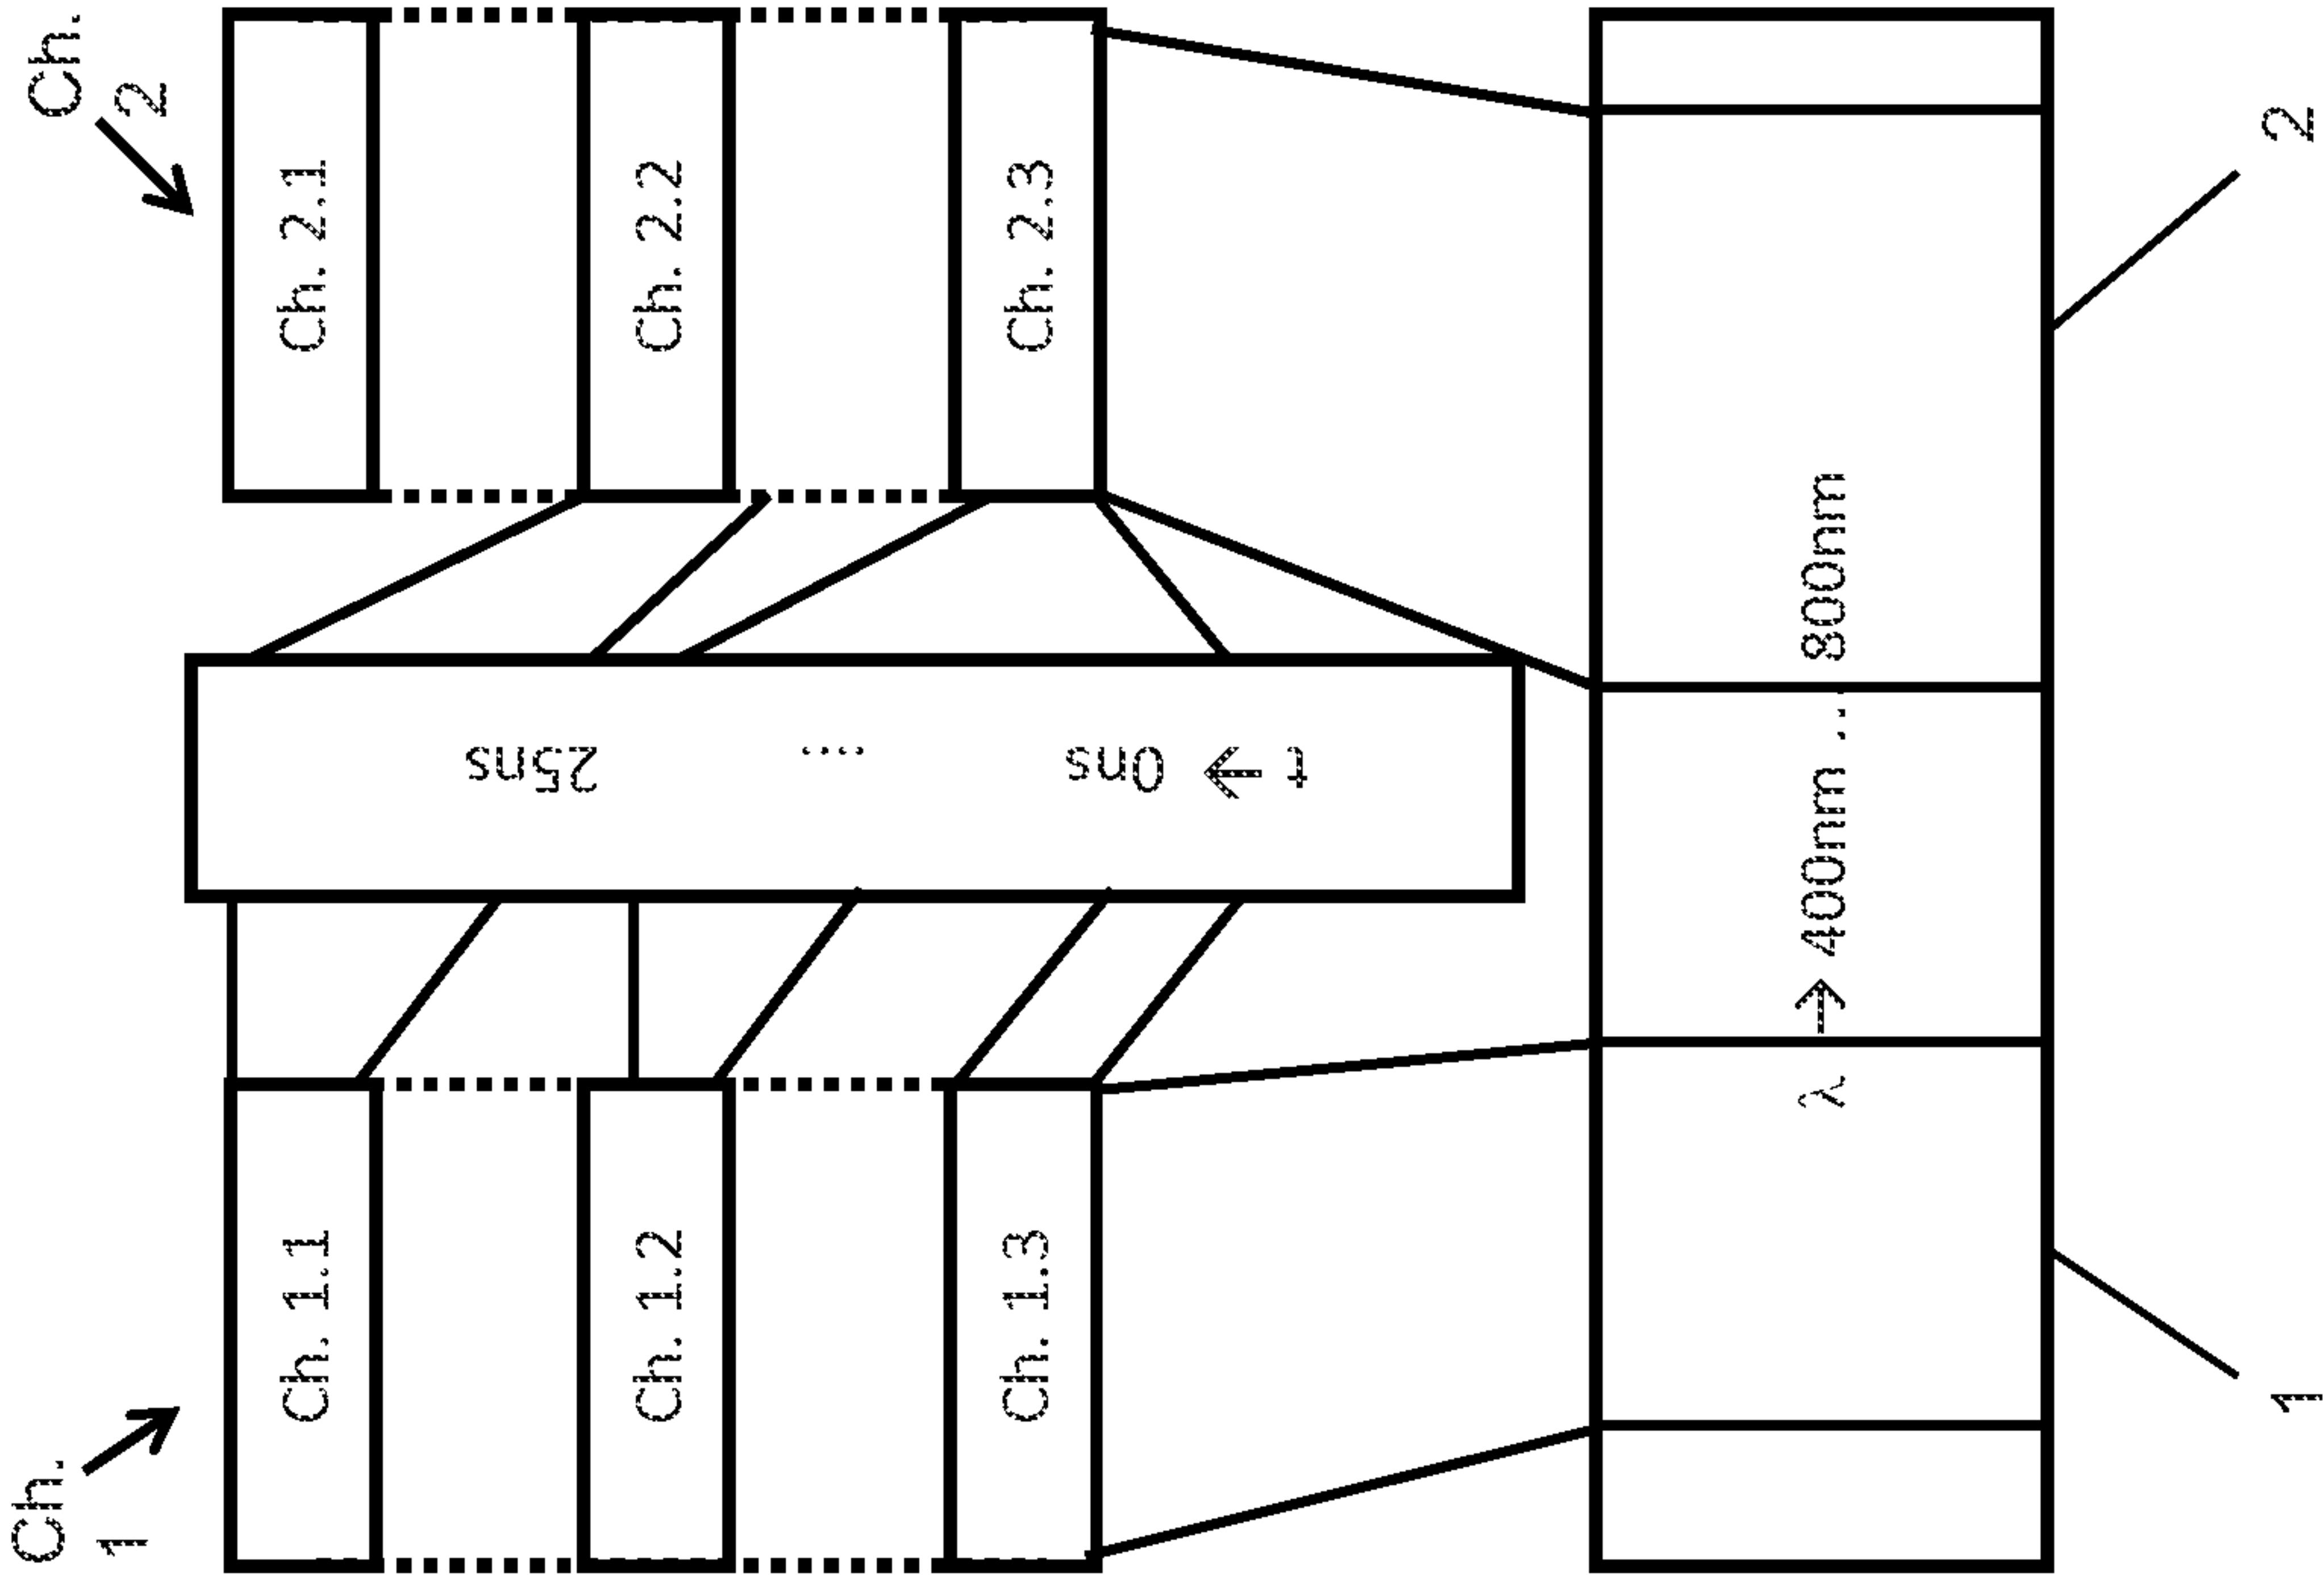 Ch.
1
Ch.
2
Ch. 1.1
Ch. 2.1
Ch. 1.2
Ch. 2.2
Ch. 1.3
Ch. 2.3
t → 0ns ... 25ns
λ → 400nm .. 800nm
1
2